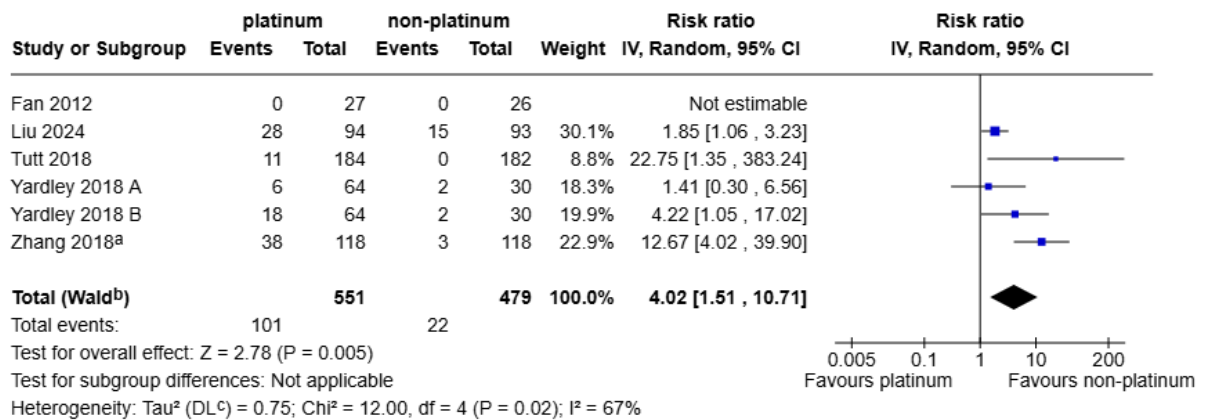 platinum non-platinum Risk ratio Risk ratio
Study or Subgroup Events Total Events Total Weight IV, Random, 95% CI IV, Random, 95% CI
Fan 2012 0 27 0 26 Not estimable
Liu 2024 28 94 15 93 30.1% 1.85 [1.06 , 3.23]
Tutt 2018 11 184 0 182 8.8% 22.75 [1.35 , 383.24]
Yardley 2018 A 6 64 2 30 18.3% 1.41 [0.30 , 6.56]
Yardley 2018 B 18 64 2 30 19.9% 4.22 [1.05 , 17.02]
Zhang 2018ª 38 118 3 118 22.9% 12.67 [4.02 , 39.90]
Total (Waldᵇ) 551 479 100.0% 4.02 [1.51 , 10.71]
Total events: 101 22
Test for overall effect: Z = 2.78 (P = 0.005)
Test for subgroup differences: Not applicable
Heterogeneity: Tau² (DLᶜ) = 0.75; Chi² = 12.00, df = 4 (P = 0.02); I² = 67%
0.005 0.1 1 10 200
Favours platinum Favours non-platinum